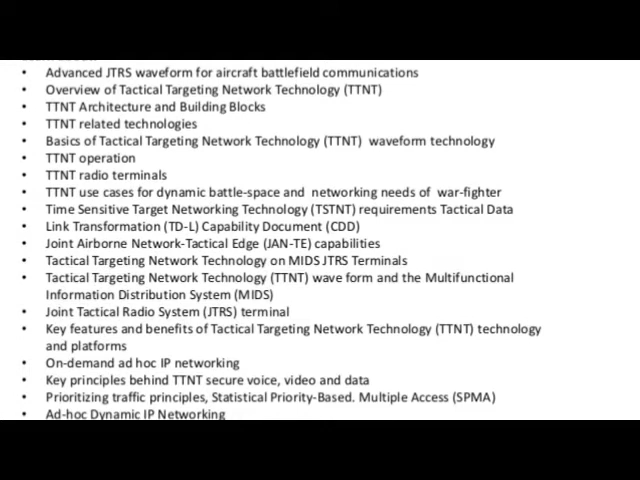 • Advanced JTRS waveform for aircraft battlefield communications
• Overview of Tactical Targeting Network Technology (TTNT)
• TTNT Architecture and Building Blocks
• TTNT related technologies
• Basics of Tactical Targeting Network Technology (TTNT) waveform technology
• TTNT operation
• TTNT radio terminals
• TTNT use cases for dynamic battle-space and networking needs of war-fighter
• Time Sensitive Target Networking Technology (TSTNT) requirements Tactical Data
• Link Transformation (TD-L) Capability Document (CDD)
• Joint Airborne Network-Tactical Edge (JAN-TE) capabilities
• Tactical Targeting Network Technology on MIDS JTRS Terminals
• Tactical Targeting Network Technology (TTNT) wave form and the Multifunctional
Information Distribution System (MIDS)
• Joint Tactical Radio System (JTRS) terminal
• Key features and benefits of Tactical Targeting Network Technology (TTNT) technology
and platforms
• On-demand ad hoc IP networking
• Key principles behind TTNT secure voice, video and data
• Prioritizing traffic principles, Statistical Priority-Based. Multiple Access (SPMA)
• Ad-hoc Dynamic IP Networking